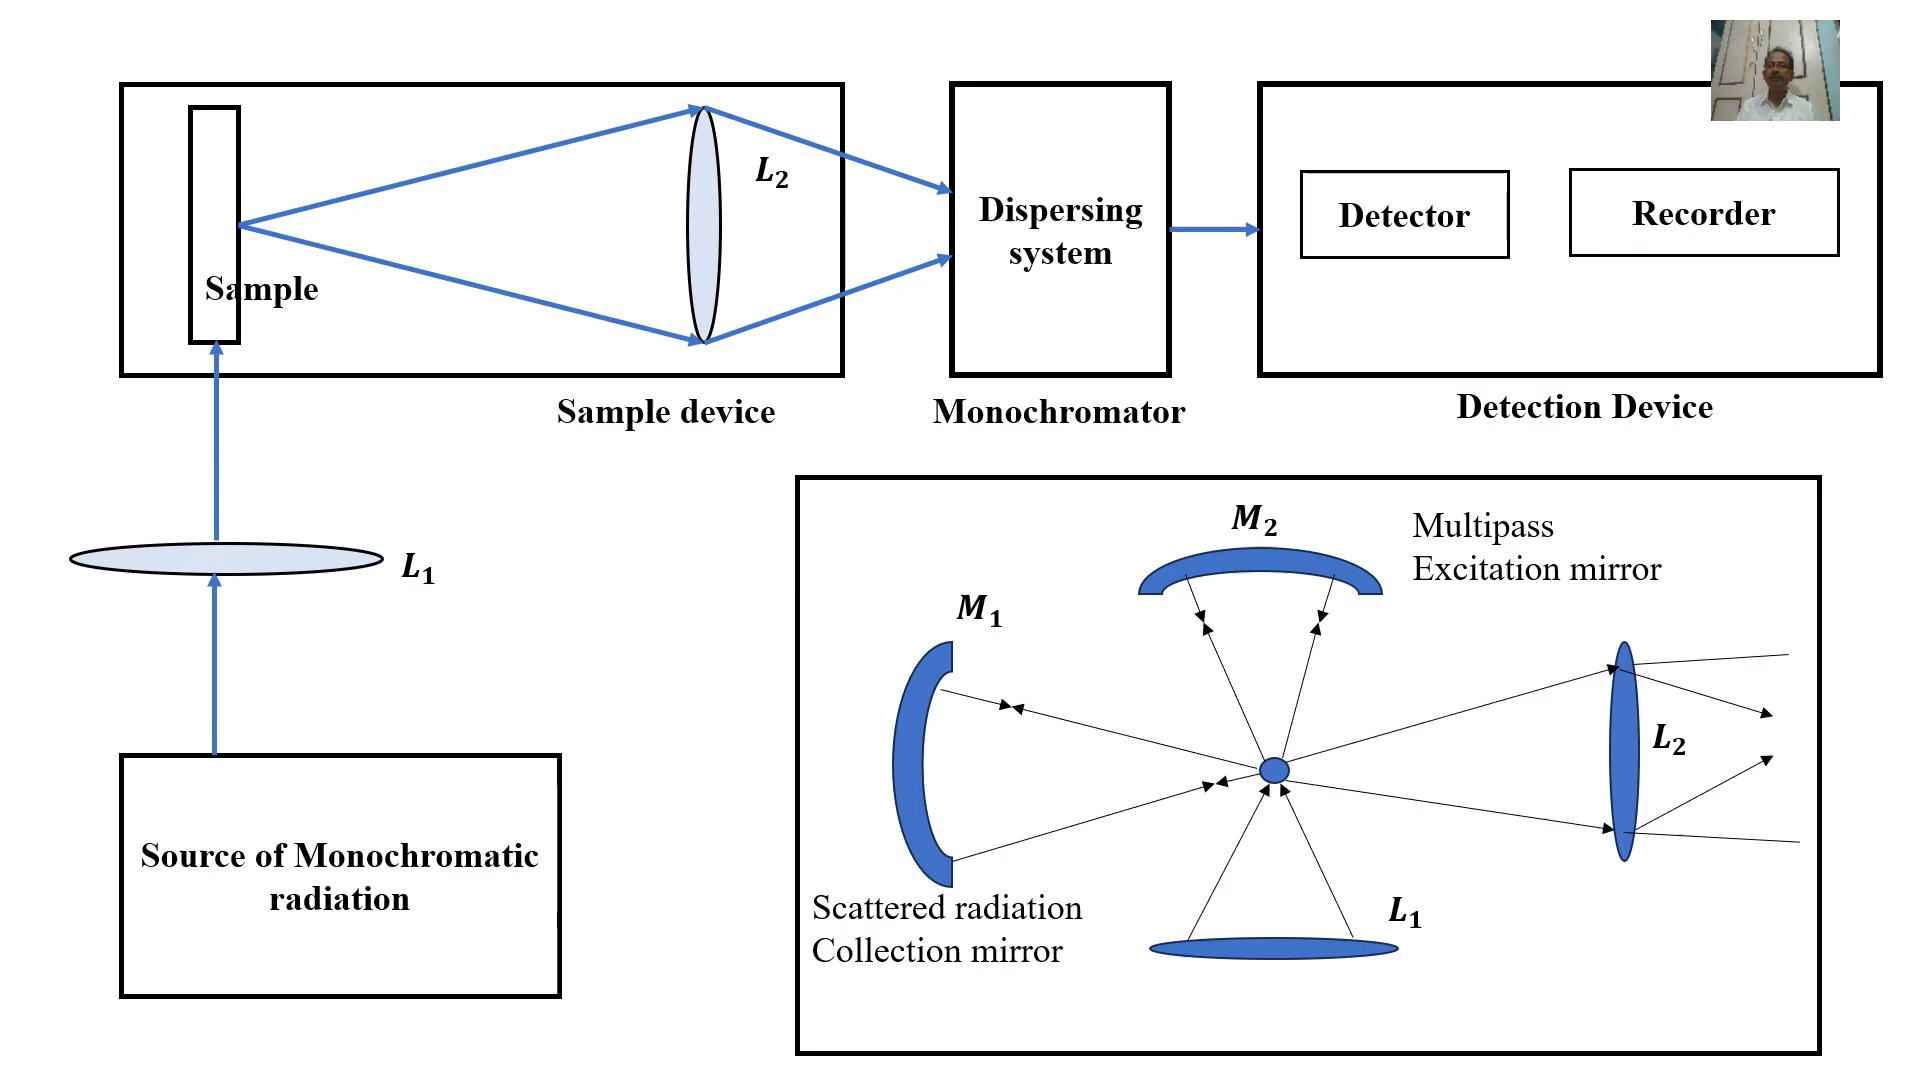 L₂
Sample
Dispersing
system
Detector
Recorder
Sample device
Monochromator
Detection Device
L₁
Source of Monochromatic
radiation
M₂
Multipass
Excitation mirror
M₁
L₂
Scattered radiation
Collection mirror
L₁